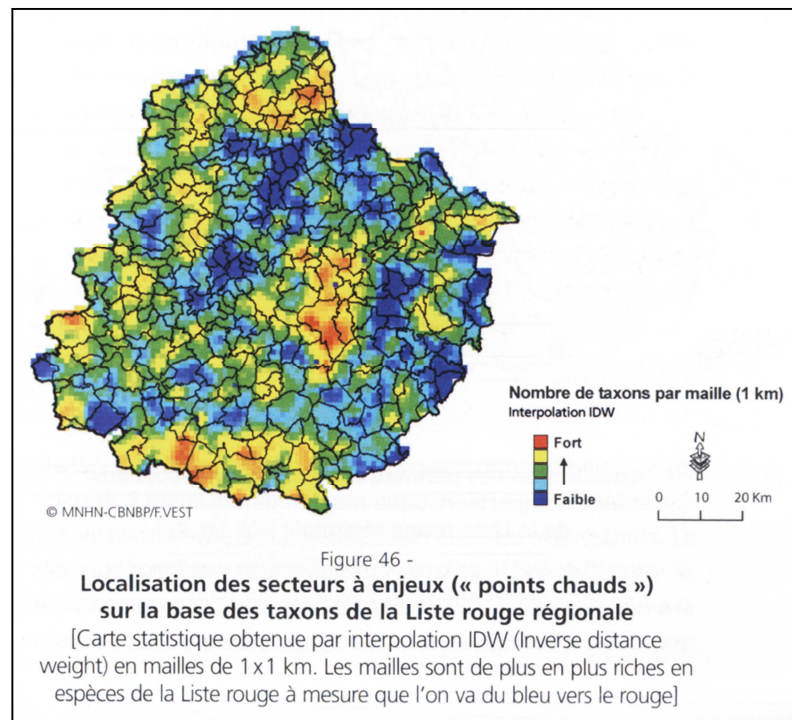 Nombre de taxons par maille (1 km)
Interpolation IDW
Fort
Faible
N
0 10 20 Km
© MNHN-CBNBP/F.VEST
Figure 46 -
Localisation des secteurs à enjeux (« points chauds »)
sur la base des taxons de la Liste rouge régionale
[Carte statistique obtenue par interpolation IDW (Inverse distance
weight) en mailles de 1x1 km. Les mailles sont de plus en plus riches en
espèces de la Liste rouge à mesure que l'on va du bleu vers le rouge]